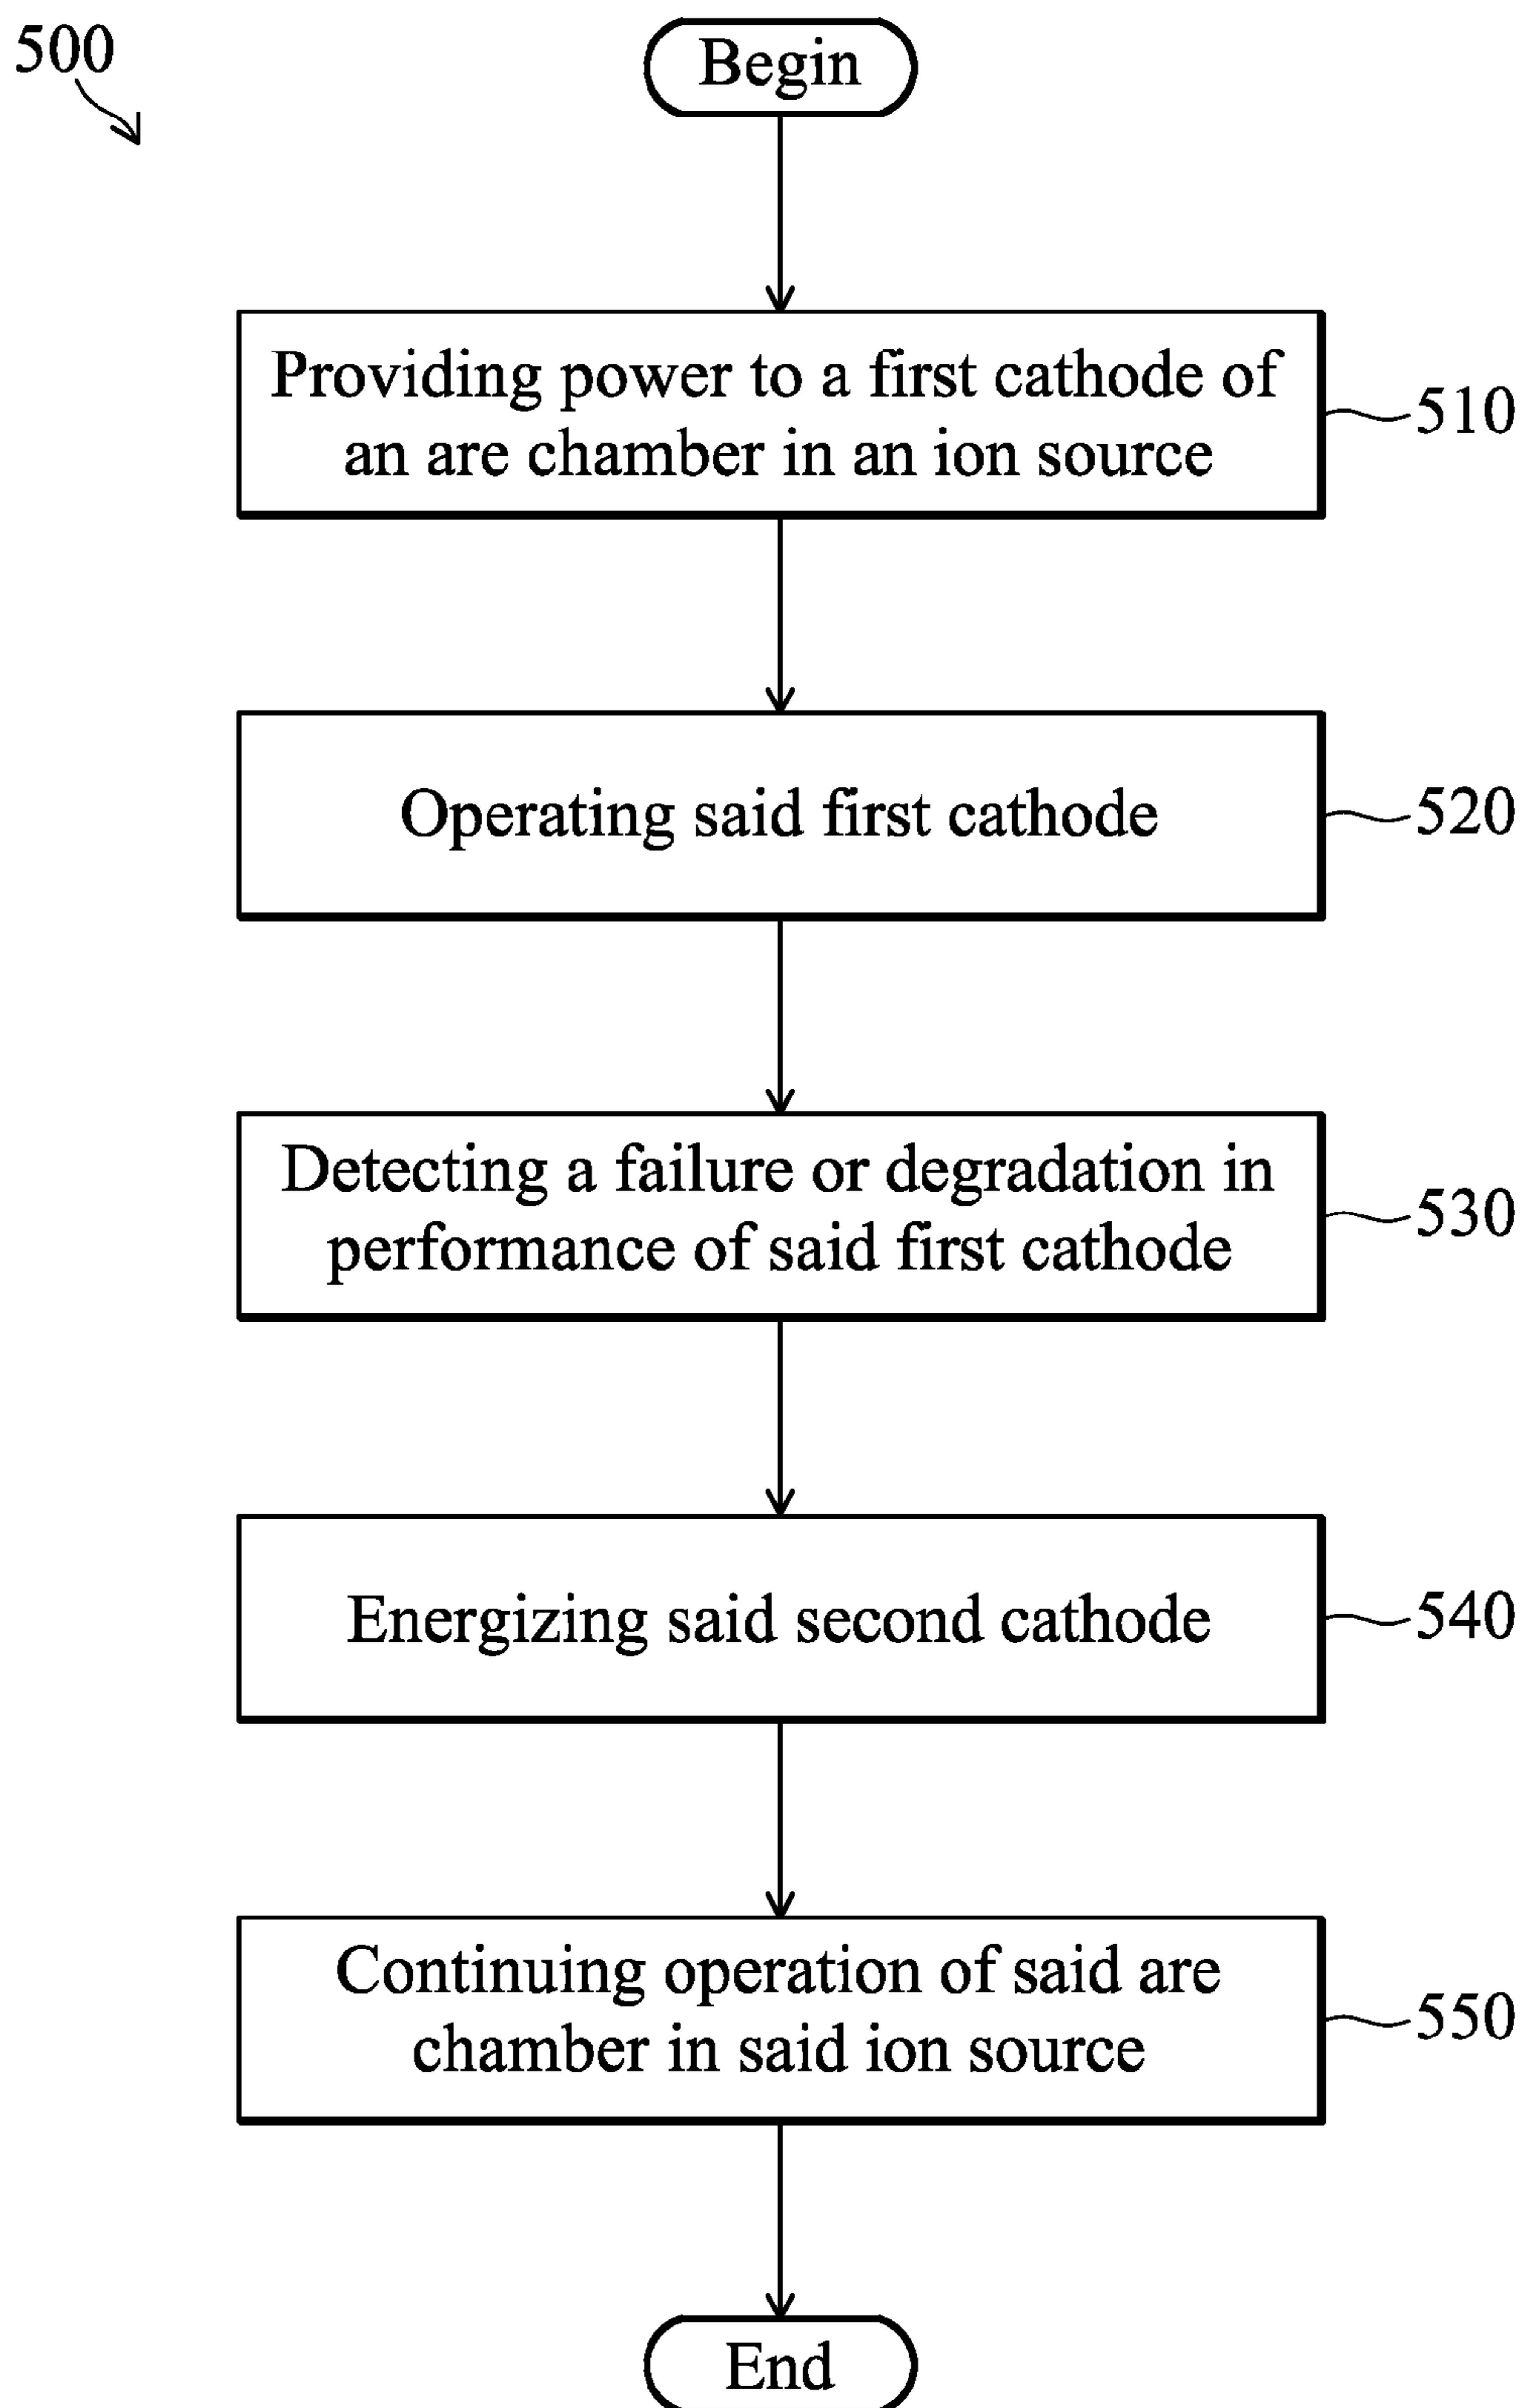 500
Begin
Providing power to a first cathode of
an are chamber in an ion source
510
Operating said first cathode
520
Detecting a failure or degradation in
performance of said first cathode
530
Energizing said second cathode
540
Continuing operation of said are
chamber in said ion source
550
End